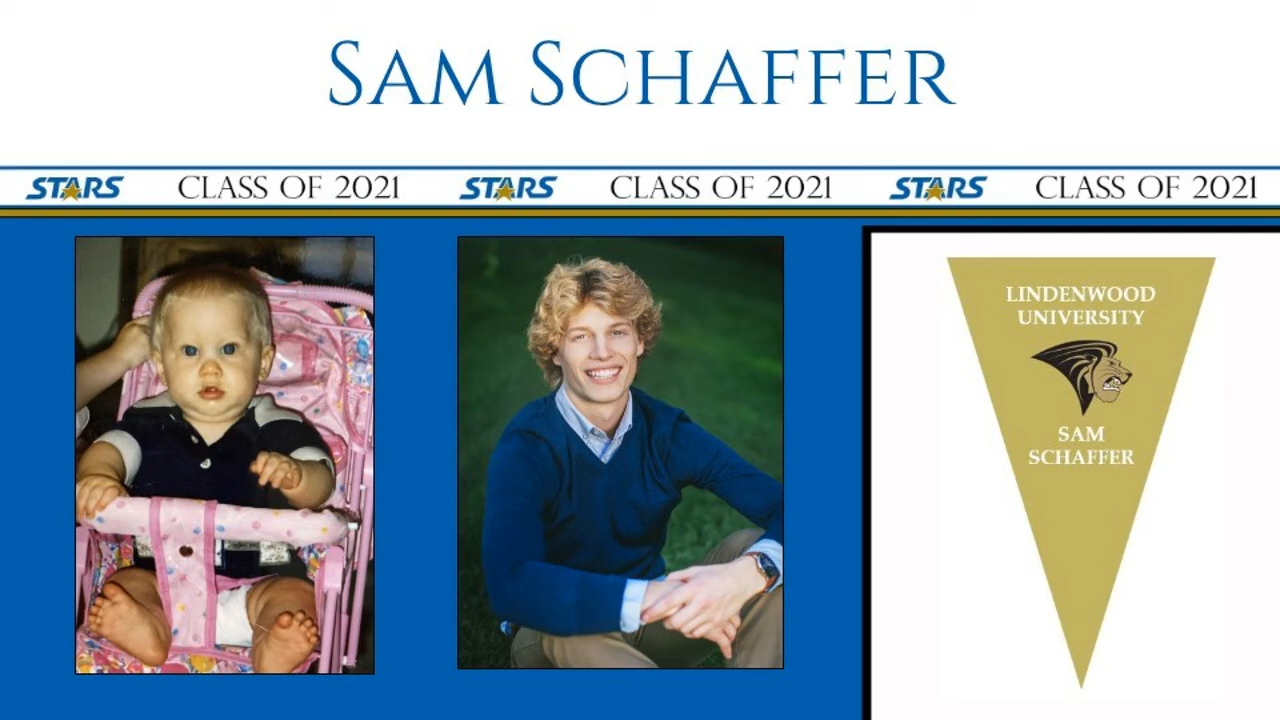 SAM SCHAFFER
STARS CLASS OF 2021 STARS CLASS OF 2021 STARS CLASS OF 2021
LINDENWOOD
UNIVERSITY
SAM
SCHAFFER